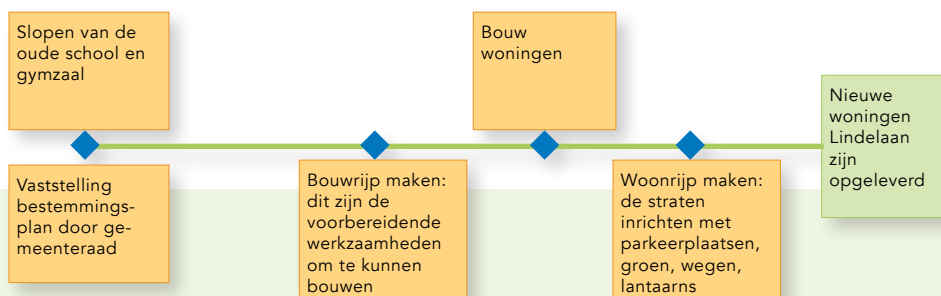 Slopen van de
oude school en
gymzaal
Vaststelling
bestemmings-
plan door ge-
meenteraad
Bouwrijp maken:
dit zijn de
voorbereidende
werkzaamheden
om te kunnen
bouwen
Bouw
woningen
Woonrijp maken:
de straten
inrichten met
parkeerplaatsen,
groen, wegen,
lantaarns
Nieuwe
woningen
Lindelaan
zijn
opgeleverd